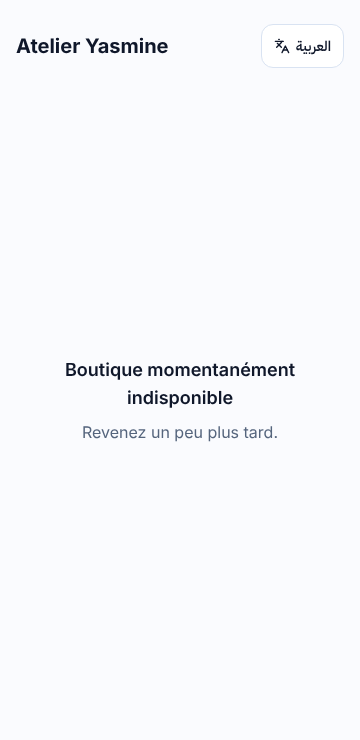 Atelier Yasmine
العربية
Boutique momentanément
indisponible
Revenez un peu plus tard.